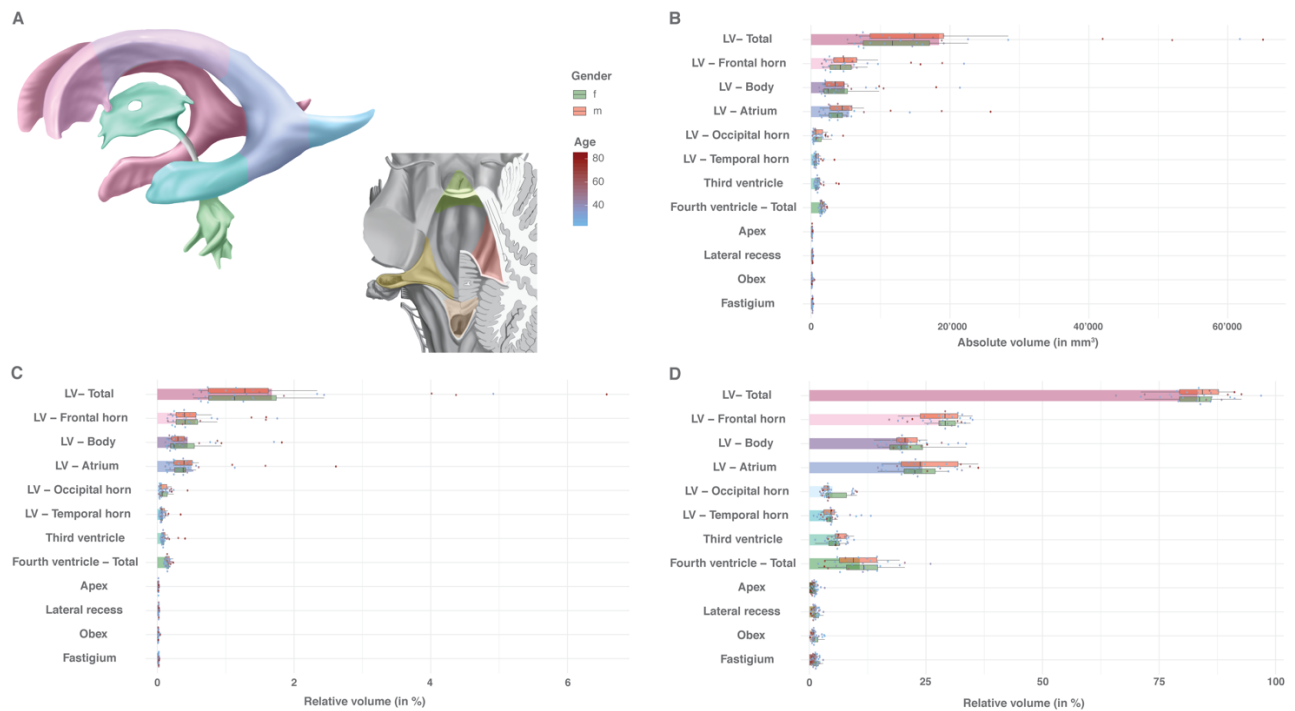 A
Gender
f
m
Age
80
60
40
B
LV– Total
LV – Frontal horn
LV – Body
LV – Atrium
LV – Occipital horn
LV – Temporal horn
Third ventricle
Fourth ventricle – Total
Apex
Lateral recess
Obex
Fastigium
0 20'000 40'000 60'000
Absolute volume (in mm³)
C
LV– Total
LV – Frontal horn
LV – Body
LV – Atrium
LV – Occipital horn
LV – Temporal horn
Third ventricle
Fourth ventricle – Total
Apex
Lateral recess
Obex
Fastigium
0 2 4 6
Relative volume (in %)
D
LV– Total
LV – Frontal horn
LV – Body
LV – Atrium
LV – Occipital horn
LV – Temporal horn
Third ventricle
Fourth ventricle – Total
Apex
Lateral recess
Obex
Fastigium
0 25 50 75 100
Relative volume (in %)